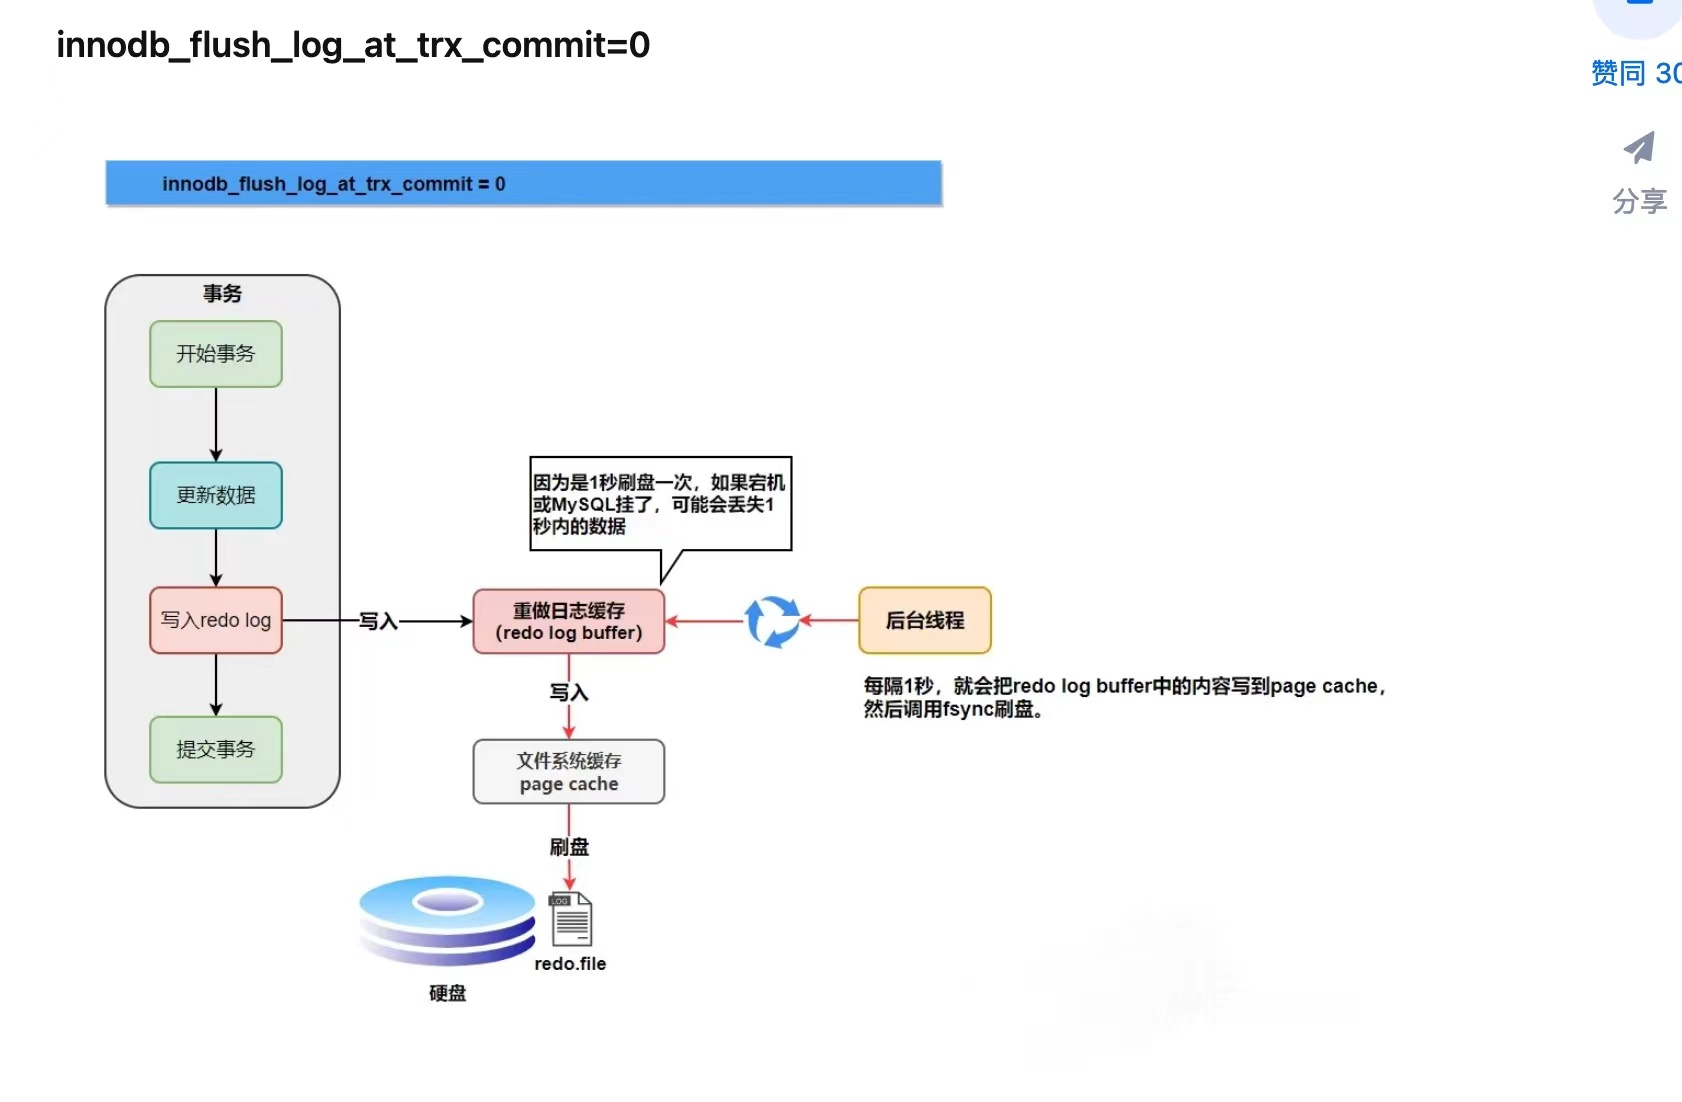 innodb_flush_log_at_trx_commit=0
赞同 30
分享
innodb_flush_log_at_trx_commit = 0
事务
开始事务
更新数据
写入redo log
提交事务
写入
因为是1秒刷盘一次，如果宕机
或MySQL挂了，可能会丢失1
秒内的数据
重做日志缓存
（redo log buffer）
后台线程
每隔1秒，就会把redo log buffer中的内容写到page cache，
然后调用fsync刷盘。
写入
文件系统缓存
page cache
刷盘
LOG
redo.file
硬盘